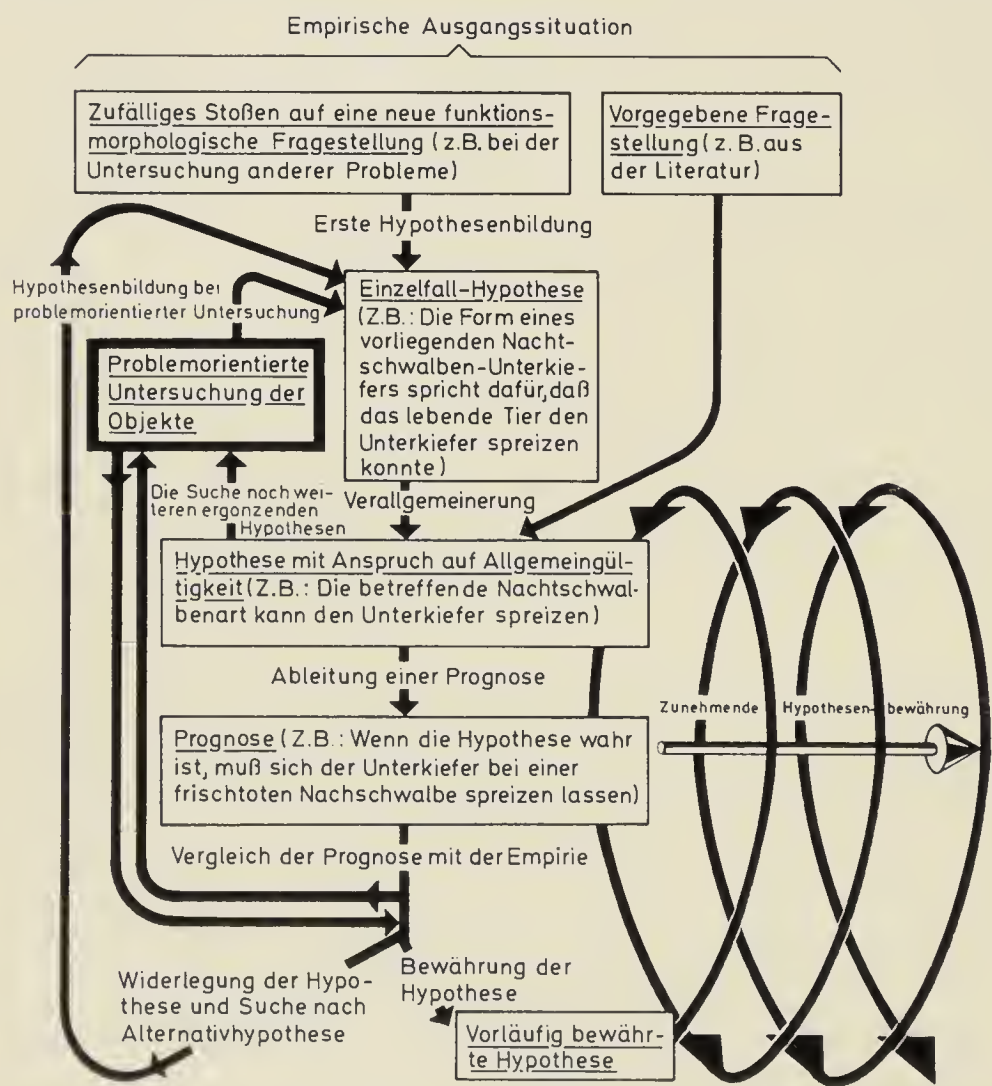 Empirische Ausgangssituation
Zufälliges Stoßen auf eine neue funktions-
morphologische Fragestellung (z.B. bei der
Untersuchung anderer Probleme)
Vorgegebene Frage-
stellung (z.B. aus
der Literatur)
Erste Hypothesenbildung
Hypothesenbildung bei
problemorientierter Untersuchung
Einzelfall-Hypothese
(Z.B.: Die Form eines
vorliegenden Nacht-
schwalben-Unterkie-
fers spricht dafür, daß
das lebende Tier den
Unterkiefer spreizen
konnte)
Problemorientierte
Untersuchung der
Objekte
Die Suche noch wei-
teren ergonzenden
Hypothesen
Verallgemeinerung
Hypothese mit Anspruch auf Allgemeingül-
tigkeit (Z.B.: Die betreffende Nachtschwal-
benart kann den Unterkiefer spreizen)
Ableitung einer Prognose
Zunehmende Hypothesen-bewährung
Prognose (Z.B.: Wenn die Hypothese wahr
ist, muß sich der Unterkiefer bei einer
frischtoten Nachschwalbe spreizen lassen)
Vergleich der Prognose mit der Empirie
Widerlegung der Hypo-
these und Suche nach
Alternativhypothese
Bewährung der
Hypothese
Vorläufig bewähr-
te Hypothese